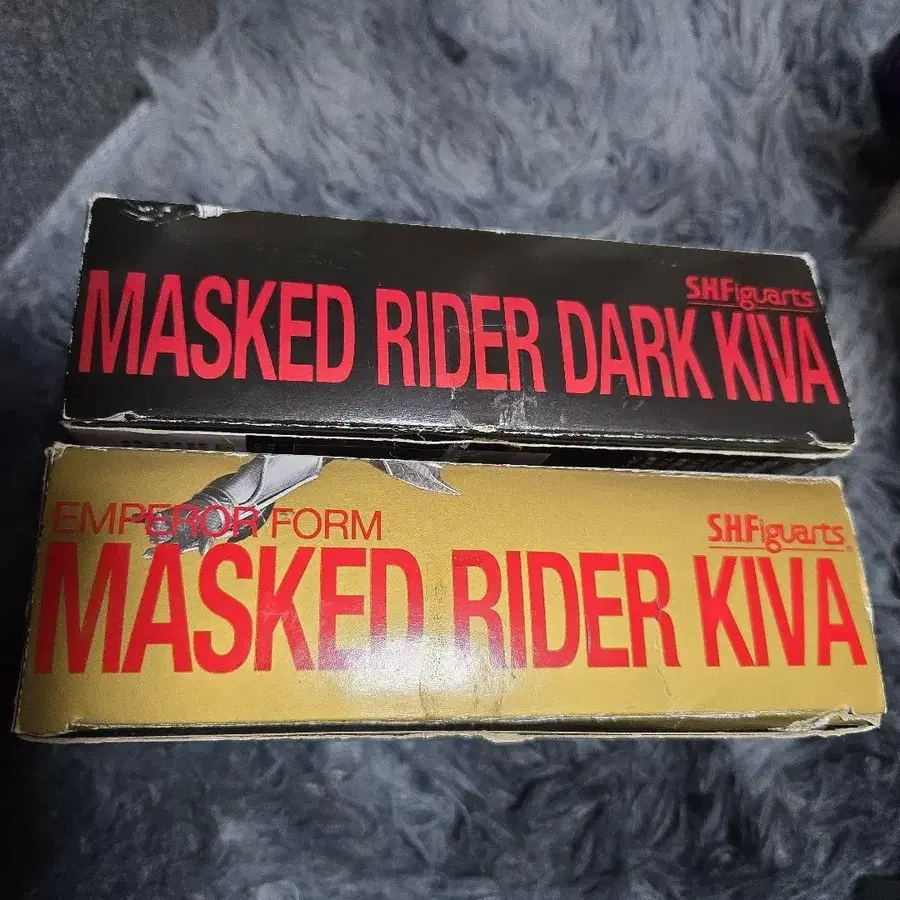 S.H.Figuarts
MASKED RIDER DARK KIVA
EMPEROR FORM
S.H.Figuarts
MASKED RIDER KIVA